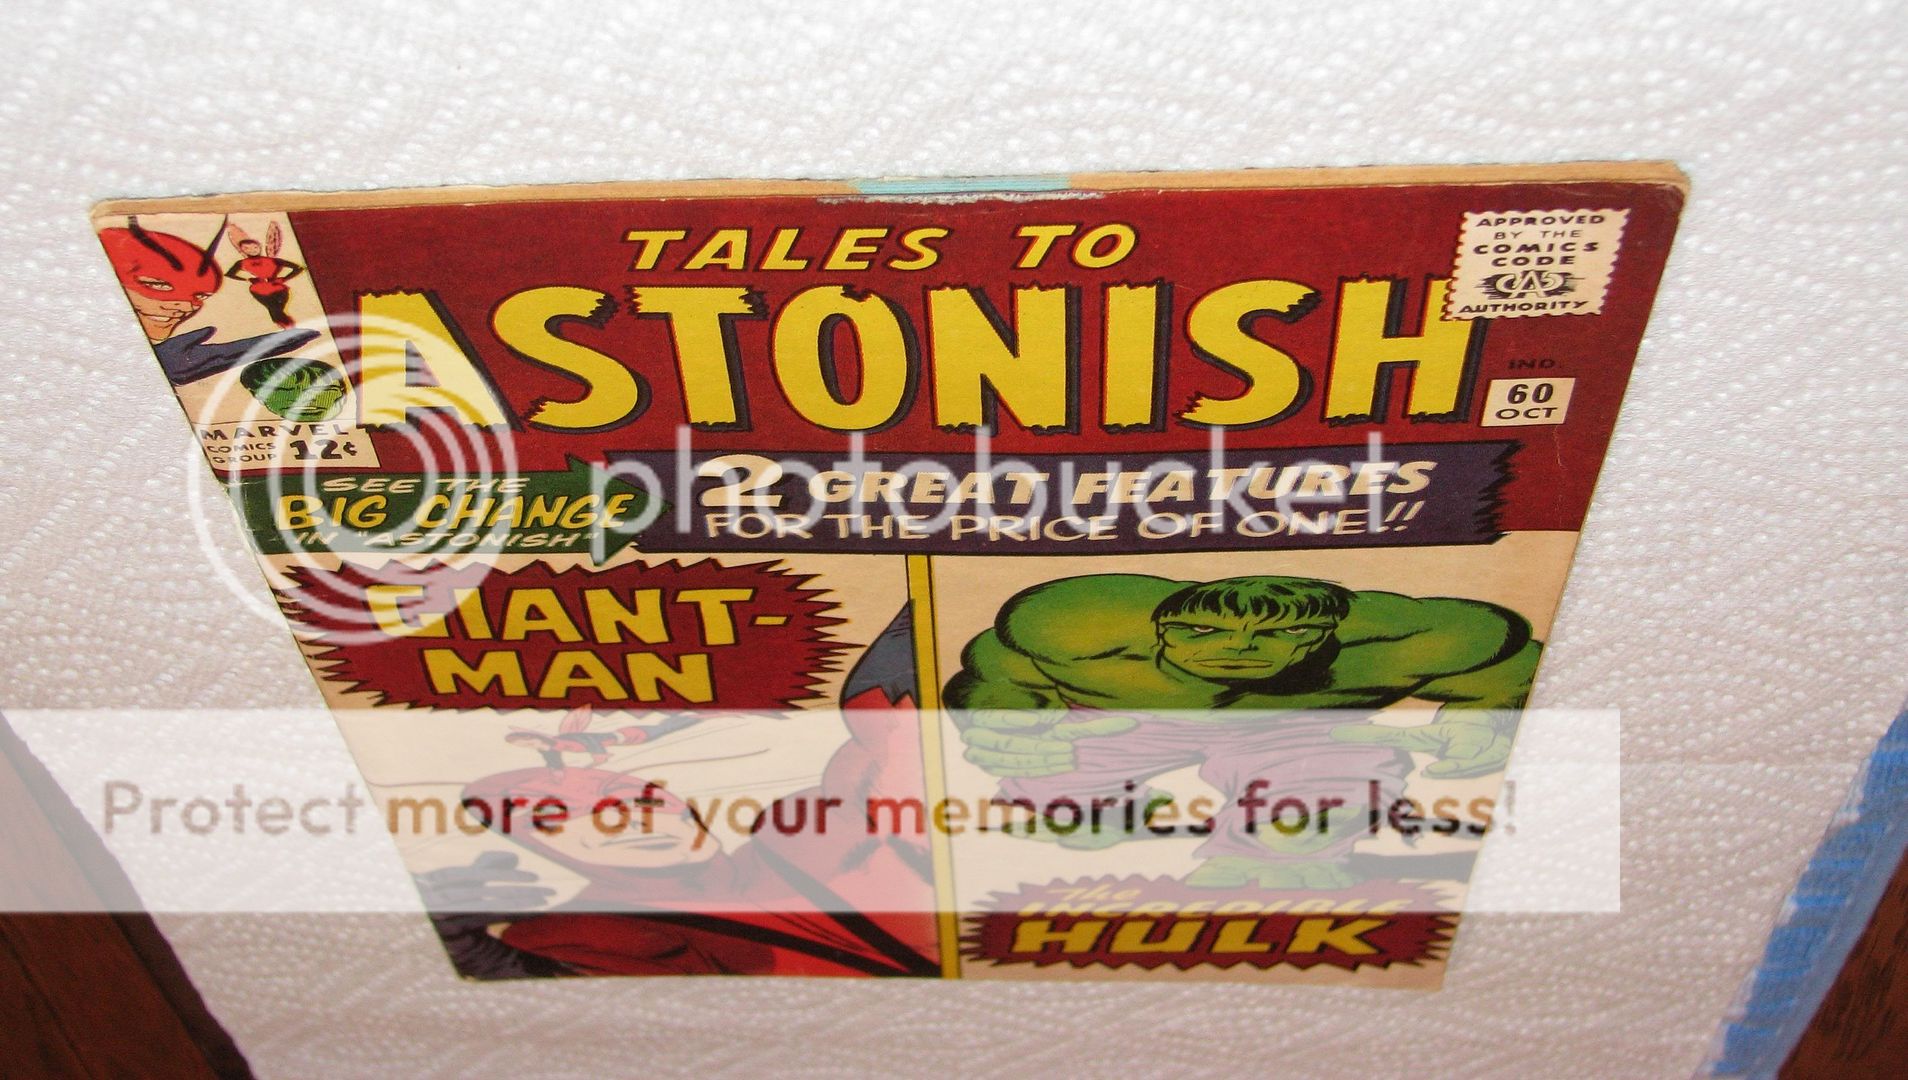 TALES TO
ASTONISH
APPROVED
BY THE
COMICS
CODE
CA
AUTHORITY
IND.
60
OCT
MARVEL
COMICS
GROUP
12¢
SEE THE
BIG CHANGE
IN "ASTONISH"
2 GREAT FEATURES
FOR THE PRICE OF ONE!!
photobucket
GIANT-
MAN
Protect more of your memories for less!
The
INCREDIBLE
HULK